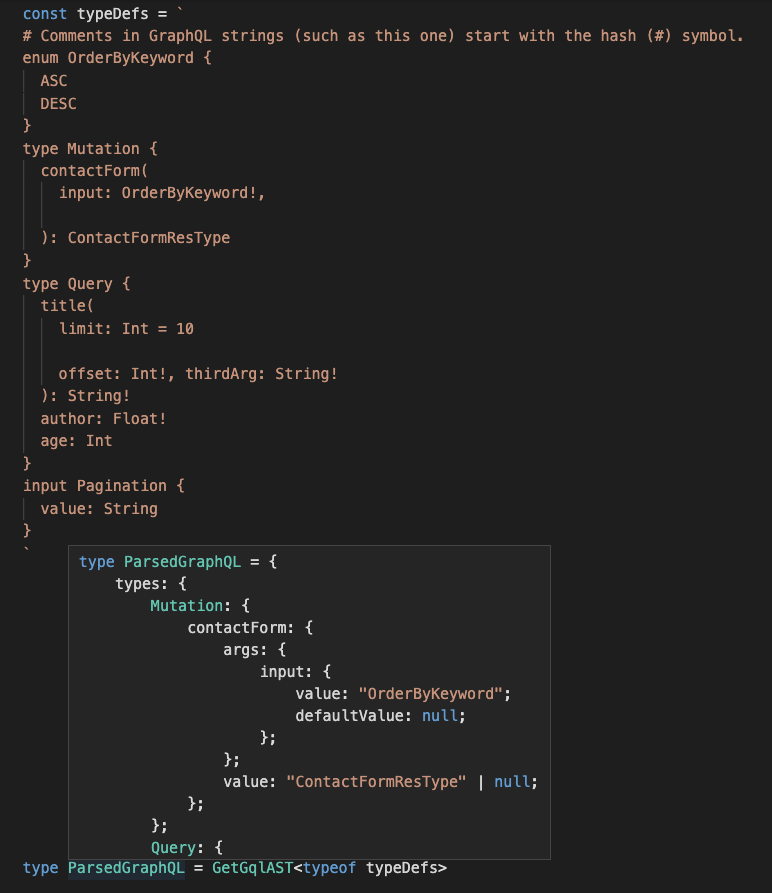 const typeDefs = `
# Comments in GraphQL strings (such as this one) start with the hash (#) symbol.
enum OrderByKeyword {
  ASC
  DESC
}
type Mutation {
  contactForm(
    input: OrderByKeyword!,
  ): ContactFormResType
}
type Query {
  title(
    limit: Int = 10
    offset: Int!, thirdArg: String!
  ): String!
  author: Float!
  age: Int
}
input Pagination {
  value: String
}
`
type ParsedGraphQL = {
    types: {
        Mutation: {
            contactForm: {
                args: {
                    input: {
                        value: "OrderByKeyword";
                        defaultValue: null;
                    };
                };
                value: "ContactFormResType" | null;
            };
        };
        Query: {
type ParsedGraphQL = GetGqlAST<typeof typeDefs>